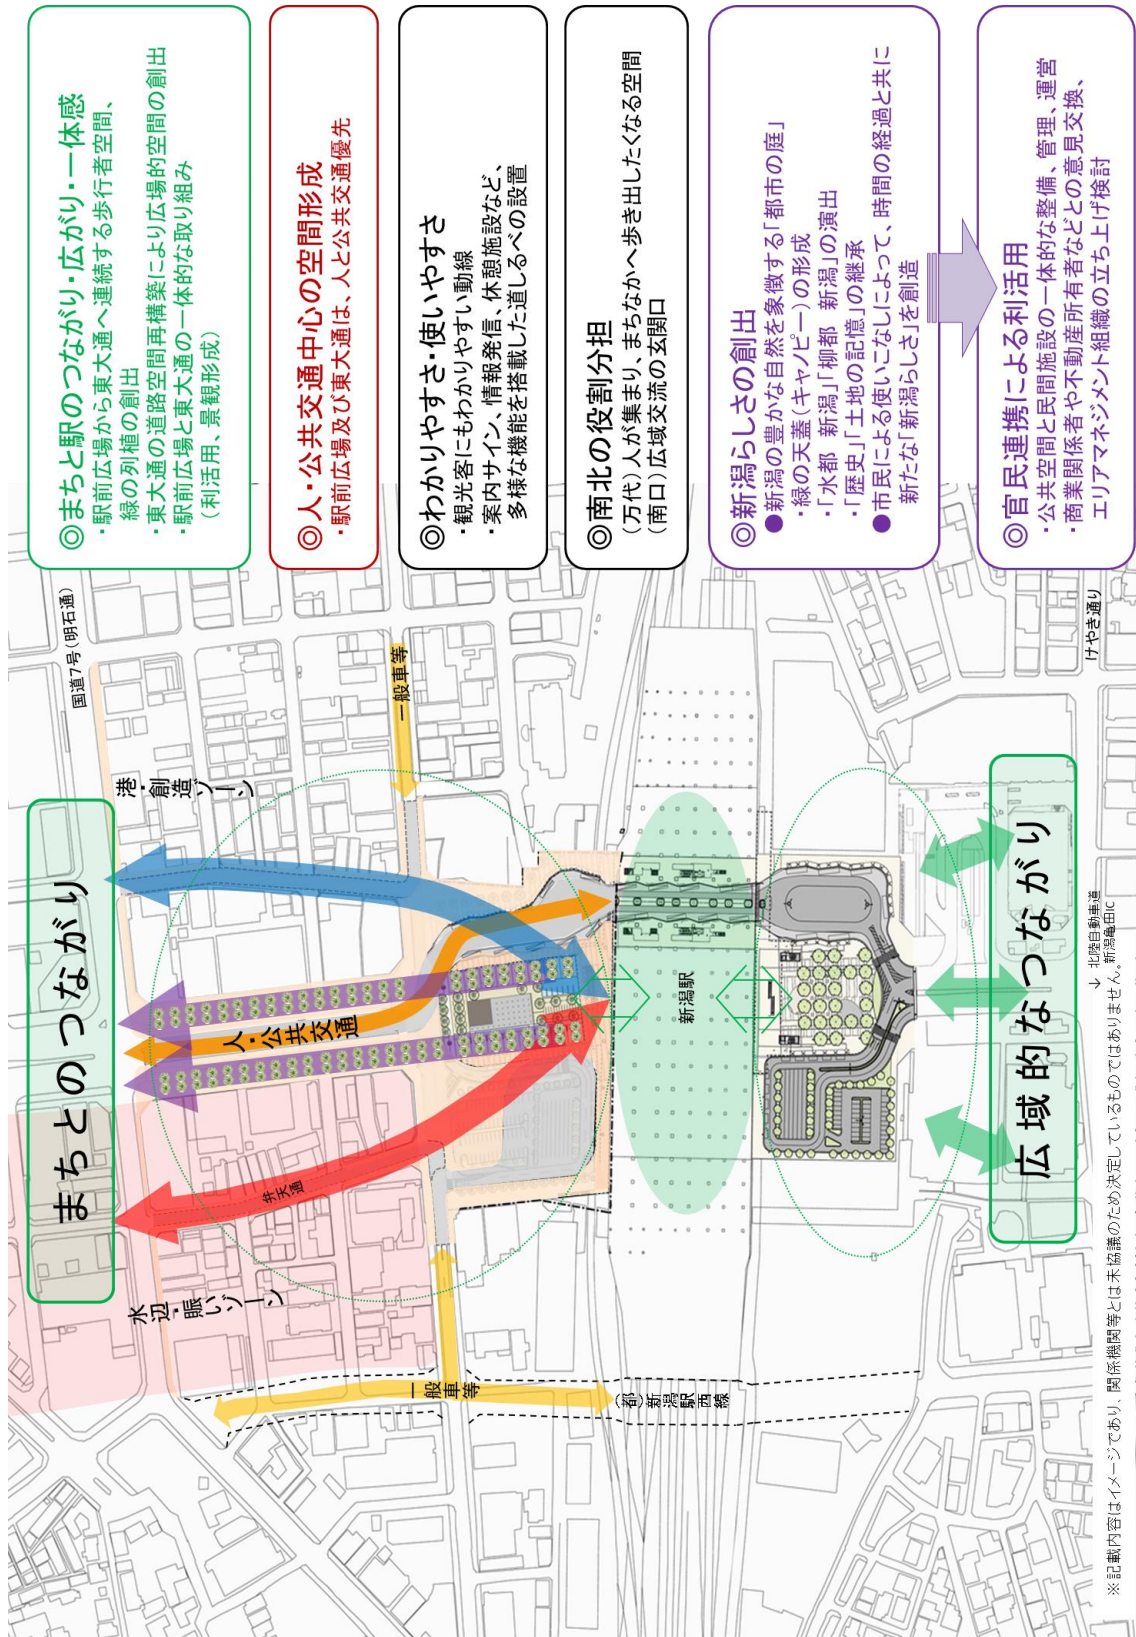 まちとのつながり
国道7号(明石通)
港・創造ゾーン
水辺・賑いゾーン
弁天通
人・公共交通
一般車等
一般車等
(都)新潟駅西線
新潟駅
広域的なつながり
けやき通り
↓ 北陸自動車道
新潟亀田IC
※記載内容はイメージであり、関係機関等とは未協議のため決定しているものではありません。
◎まちと駅のつながり・広がり・一体感
・駅前広場から東大通へ連続する歩行者空間、
緑の列植の創出
・東大通の道路空間再構築により広場的空間の創出
・駅前広場と東大通の一体的な取り組み
(利活用、景観形成)
◎人・公共交通中心の空間形成
・駅前広場及び東大通は、人と公共交通優先
◎わかりやすさ・使いやすさ
・観光客にもわかりやすい動線
・案内サイン、情報発信、休憩施設など、
多様な機能を搭載した道しるべの設置
◎南北の役割分担
(万代)人が集まり、まちなかへ歩き出したくなる空間
(南口)広域交流の玄関口
◎新潟らしさの創出
●新潟の豊かな自然を象徴する「都市の庭」
・緑の天蓋(キャノピー)の形成
・「水都 新潟」「柳都 新潟」の演出
・「歴史」「土地の記憶」の継承
●市民による使いこなしによって、時間の経過と共に
新たな「新潟らしさ」を創造
◎官民連携による利活用
・公共空間と民間施設の一体的な整備、管理、運営
・商業関係者や不動産所有者などとの意見交換、
エリアマネジメント組織の立ち上げ検討